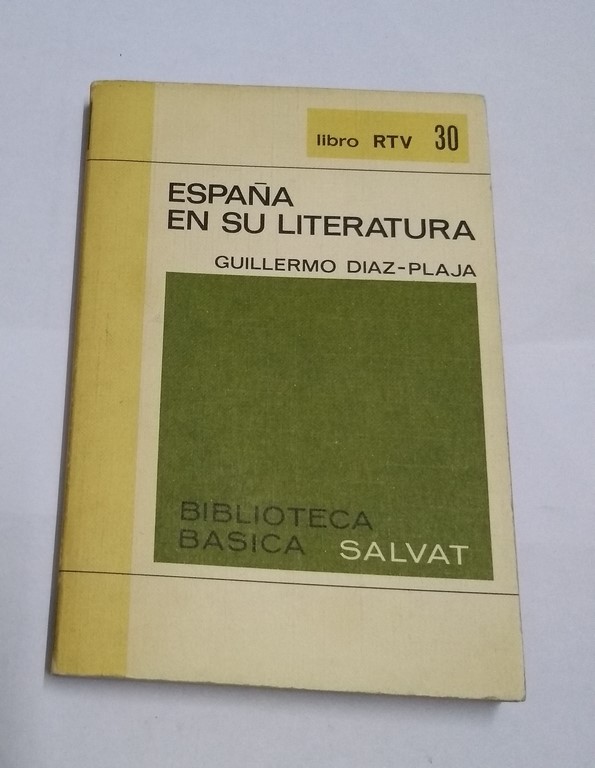 libro RTV 30
ESPAÑA
EN SU LITERATURA
GUILLERMO DIAZ-PLAJA
BIBLIOTECA
BASICA SALVAT